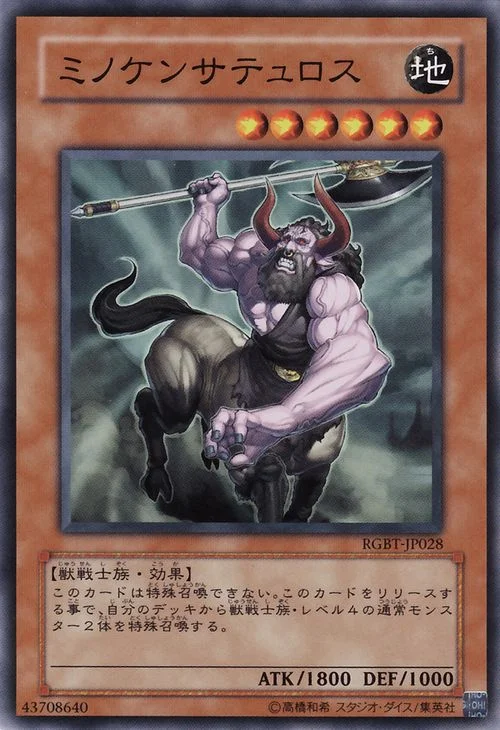 ミノケンサテュロス
地
RGBT-JP028
【獣戦士族・効果】
このカードは特殊召喚できない。このカードをリリースす
る事で、自分のデッキから獣戦士族・レベル４の通常モンス
ター２体を特殊召喚する。
ATK/1800 DEF/1000
43708640
©高橋和希 スタジオ・ダイス/集英社